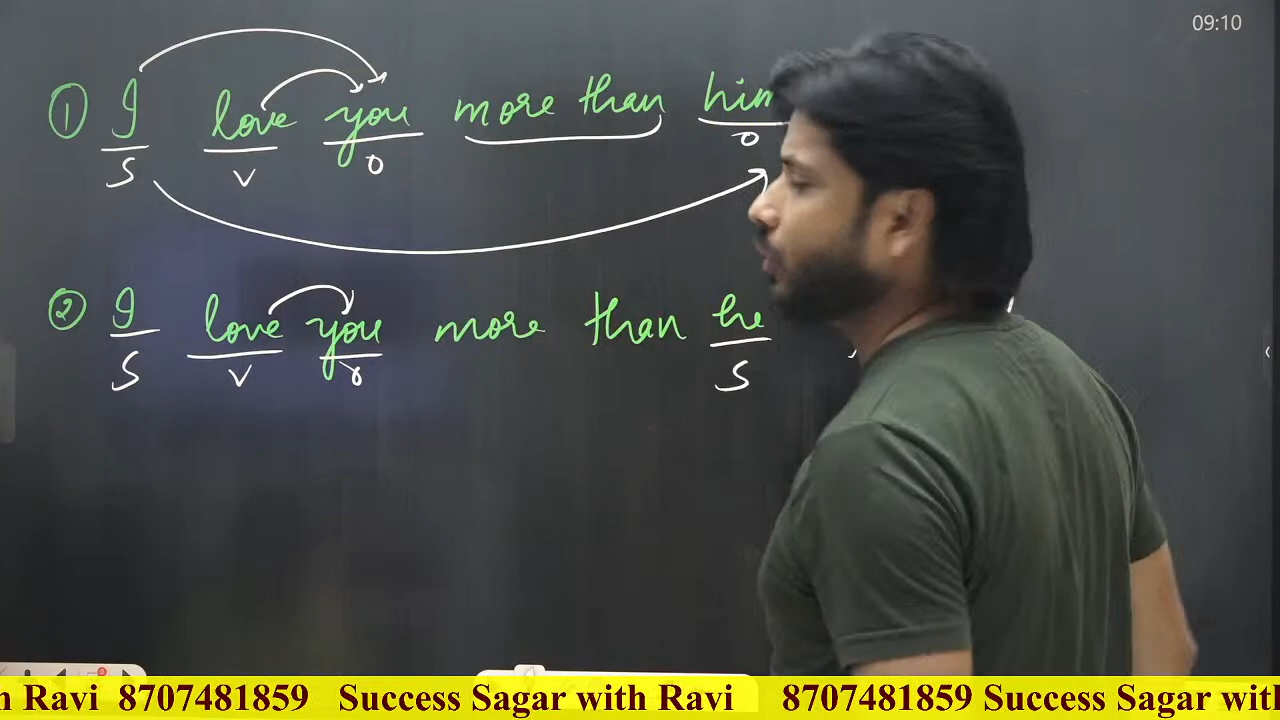 09:10
① I love you more than him
S V O O
② I love you more than he
S V O S
h Ravi 8707481859 Success Sagar with Ravi 8707481859 Success Sagar with